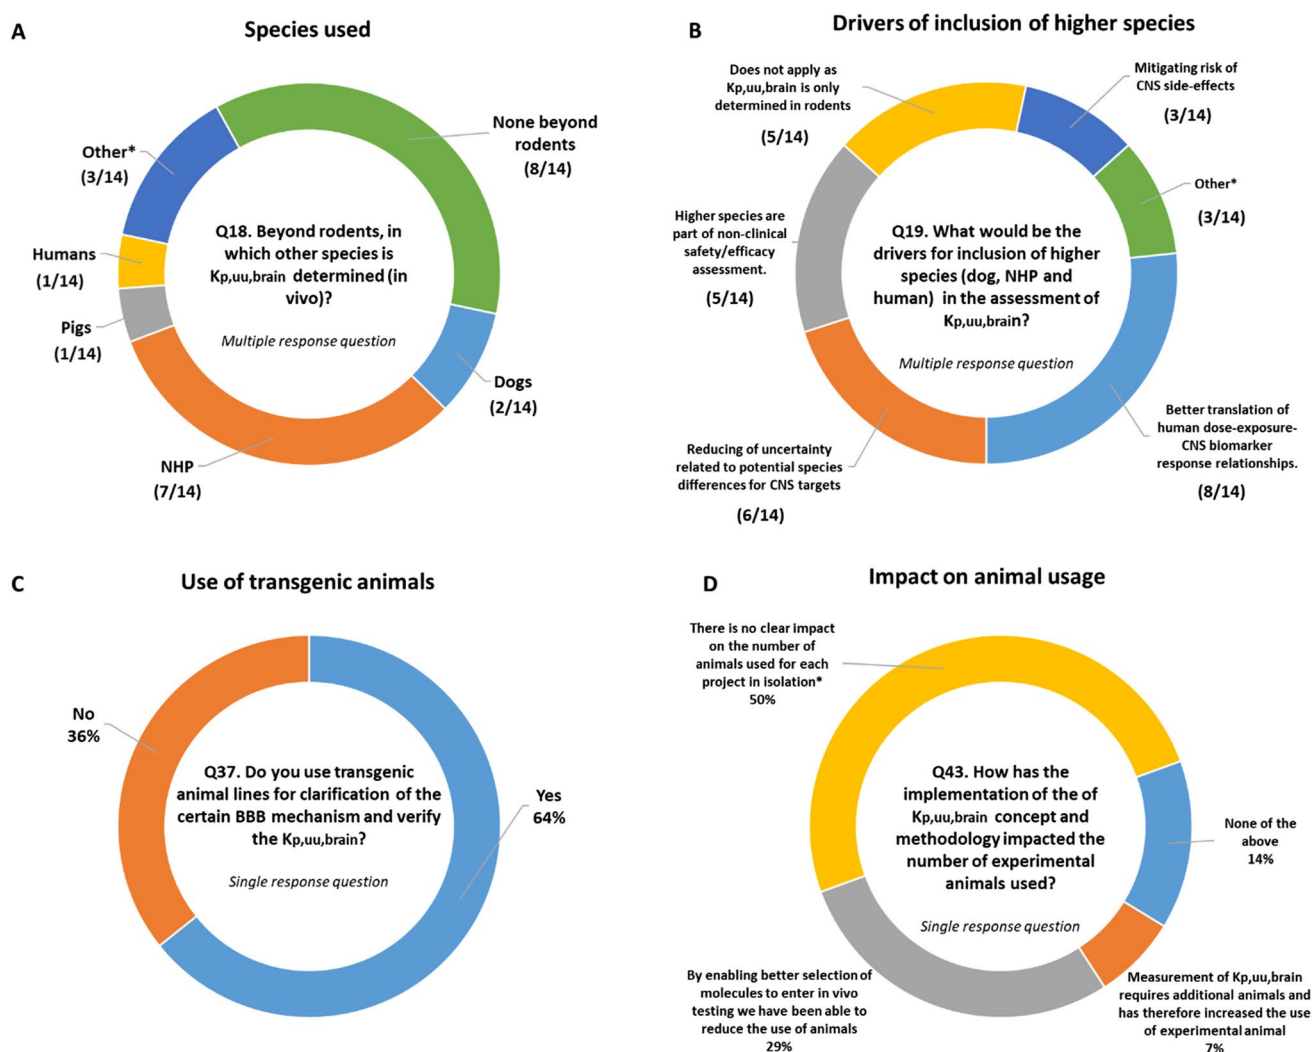 A
Species used
None beyond
rodents
(8/14)
Other*
(3/14)
Humans
(1/14)
Pigs
(1/14)
NHP
(7/14)
Dogs
(2/14)
Q18. Beyond rodents, in
which other species is
Kp,uu,brain determined (in
vivo)?
Multiple response question
B
Drivers of inclusion of higher species
Does not apply as
Kp,uu,brain is only
determined in rodents
(5/14)
Mitigating risk of
CNS side-effects
(3/14)
Other*
(3/14)
Higher species are
part of non-clinical
safety/efficacy
assessment.
(5/14)
Q19. What would be the
drivers for inclusion of higher
species (dog, NHP and
human) in the assessment of
Kp,uu,brain?
Multiple response question
Reducing of uncertainty
related to potential species
differences for CNS targets
(6/14)
Better translation of
human dose-exposure-
CNS biomarker
response relationships.
(8/14)
C
Use of transgenic animals
No
36%
Yes
64%
Q37. Do you use transgenic
animal lines for clarification of the
certain BBB mechanism and verify
the Kp,uu,brain?
Single response question
D
Impact on animal usage
There is no clear impact
on the number of
animals used for each
project in isolation*
50%
Q43. How has the
implementation of the of
Kp,uu,brain concept and
methodology impacted the
number of experimental
animals used?
Single response question
None of the
above
14%
By enabling better selection of
molecules to enter in vivo
testing we have been able to
reduce the use of animals
29%
Measurement of Kp,uu,brain
requires additional animals and
has therefore increased the use
of experimental animal
7%